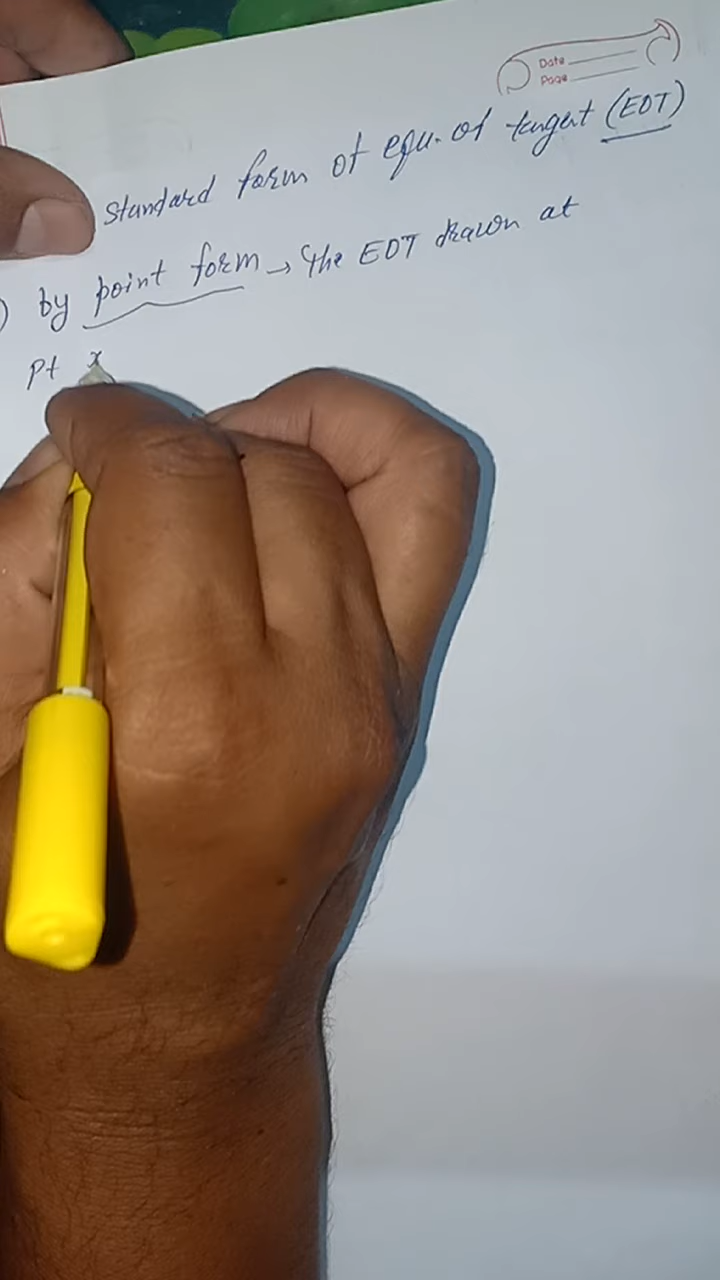 Date
Page
Standard form of equ. of tangent (EOT)
) by point form → The EOT drawn at
Pt x